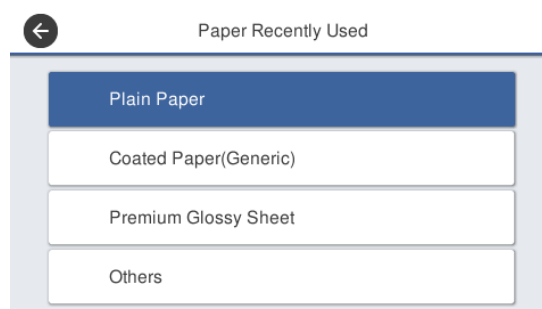 Paper Recently Used
Plain Paper
Coated Paper(Generic)
Premium Glossy Sheet
Others